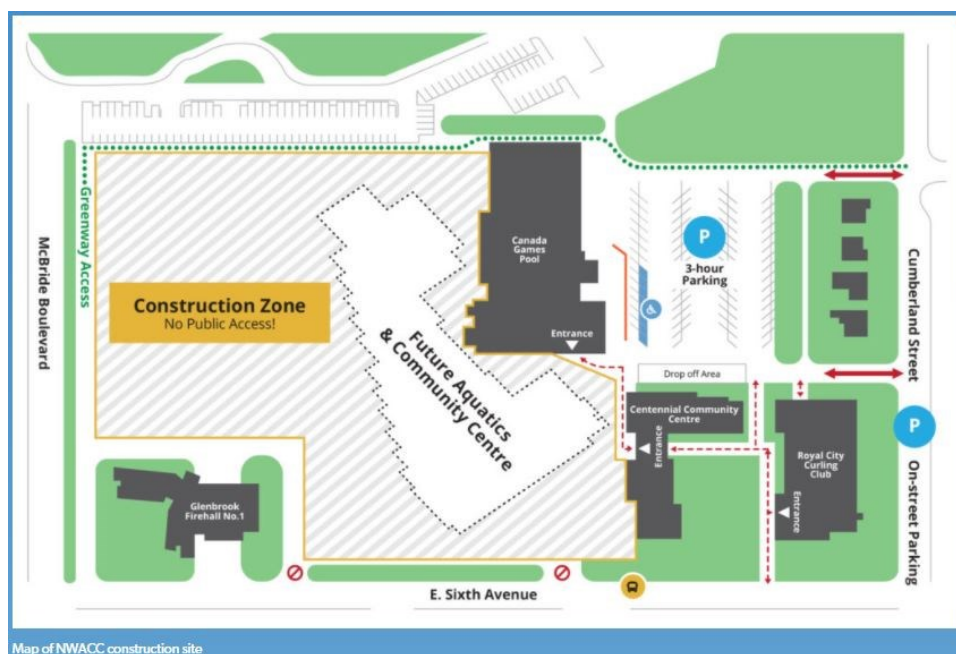 Greenway Access
McBride Boulevard
Construction Zone
No Public Access!
Future Aquatics
& Community Centre
Canada
Games
Pool
Entrance
P
3-hour
Parking
Cumberland Street
Drop off Area
Centennial Community
Centre
Entrance
Royal City
Curling
Club
Entrance
P
On-street Parking
Glenbrook
Firehall No.1
E. Sixth Avenue
Map of NWACC construction site